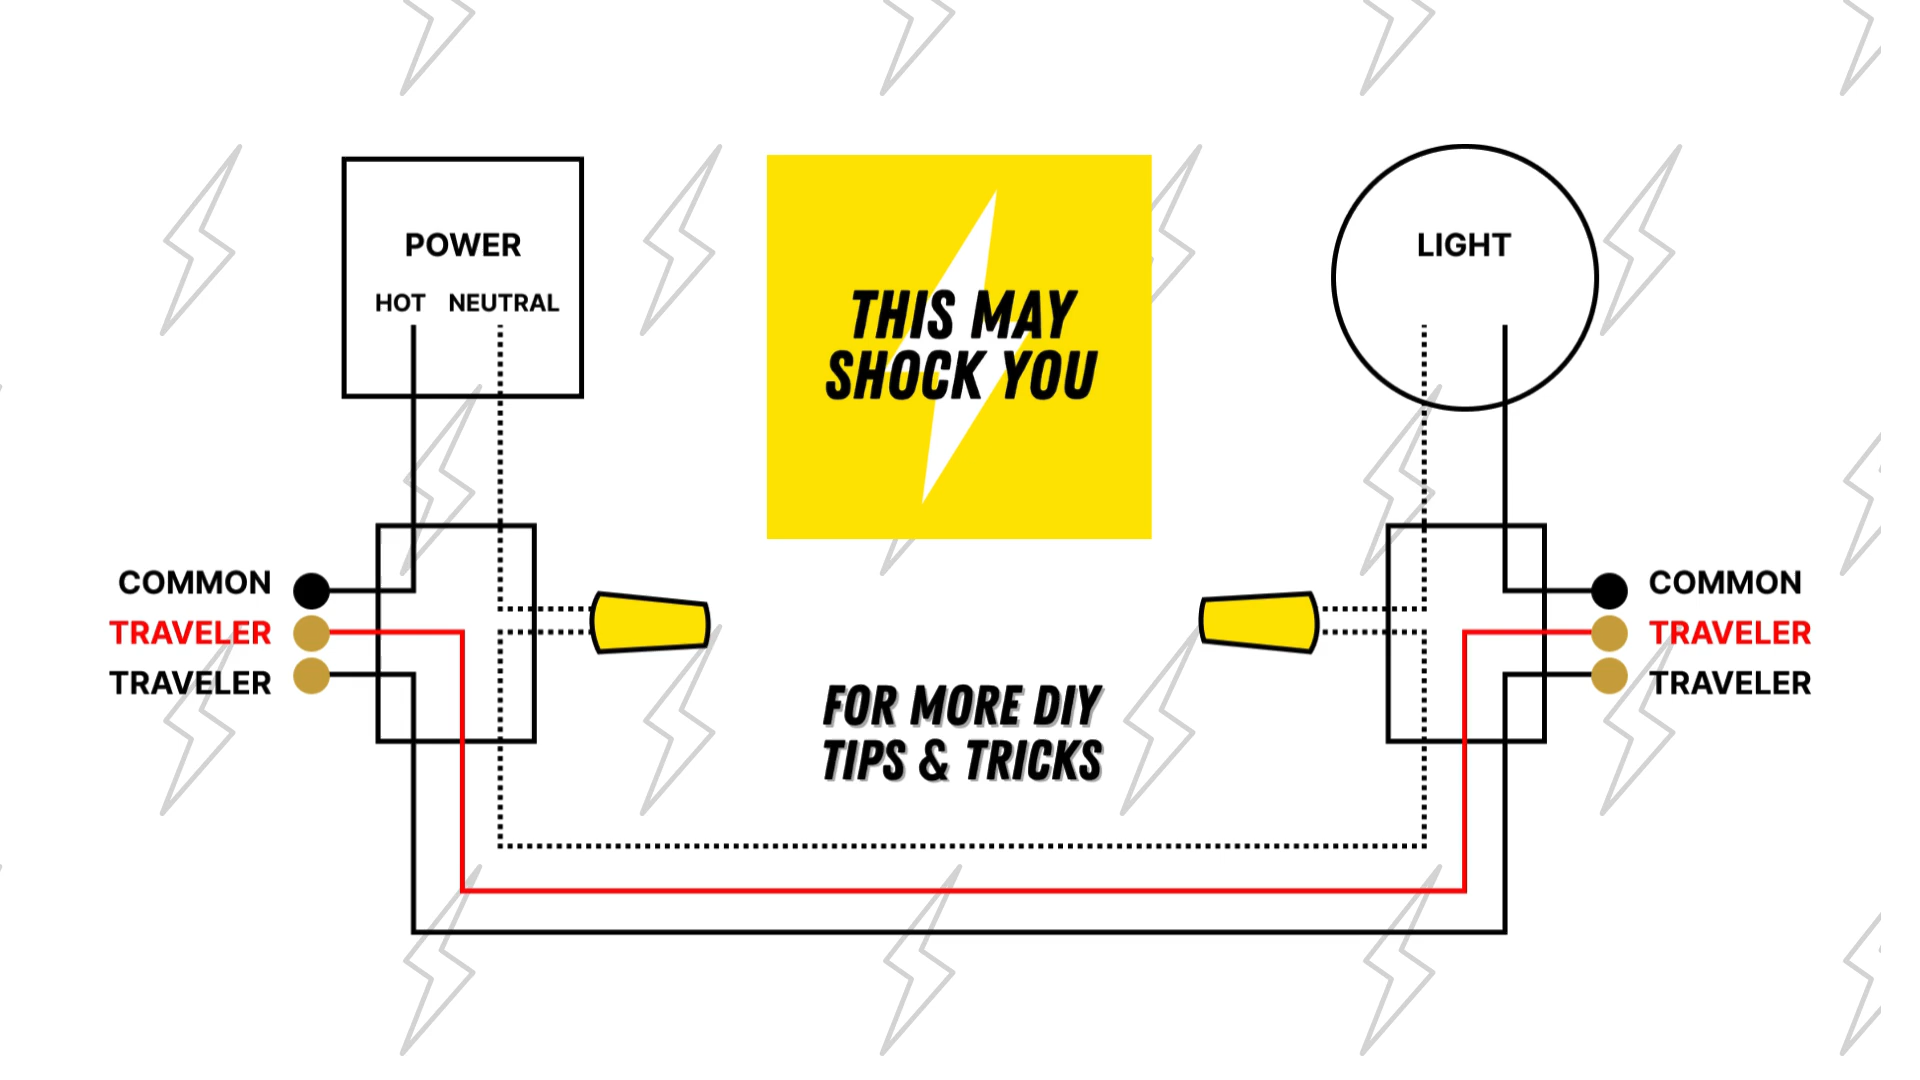 POWER
HOT NEUTRAL
THIS MAY
SHOCK YOU
LIGHT
COMMON
TRAVELER
TRAVELER
COMMON
TRAVELER
TRAVELER
FOR MORE DIY
TIPS & TRICKS